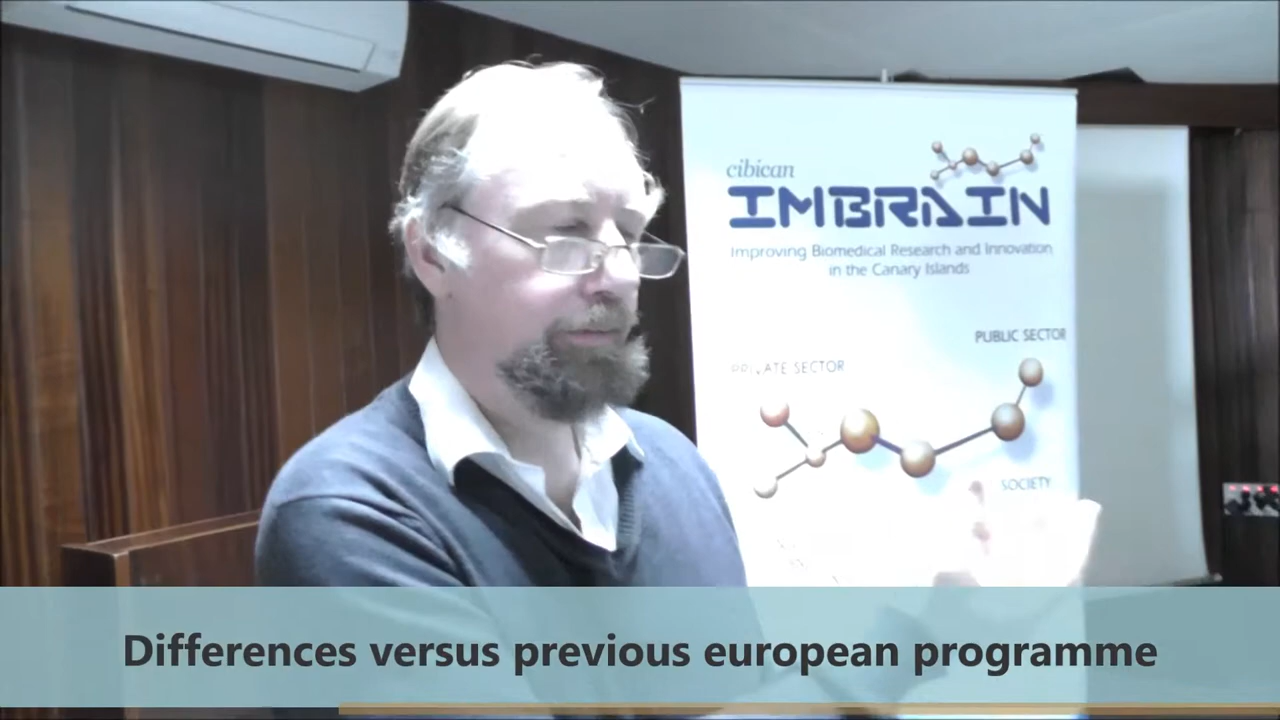 cibican
IMBRAIN
Improving Biomedical Research and Innovation
in the Canary Islands
PUBLIC SECTOR
PRIVATE SECTOR
SOCIETY
Differences versus previous european programme